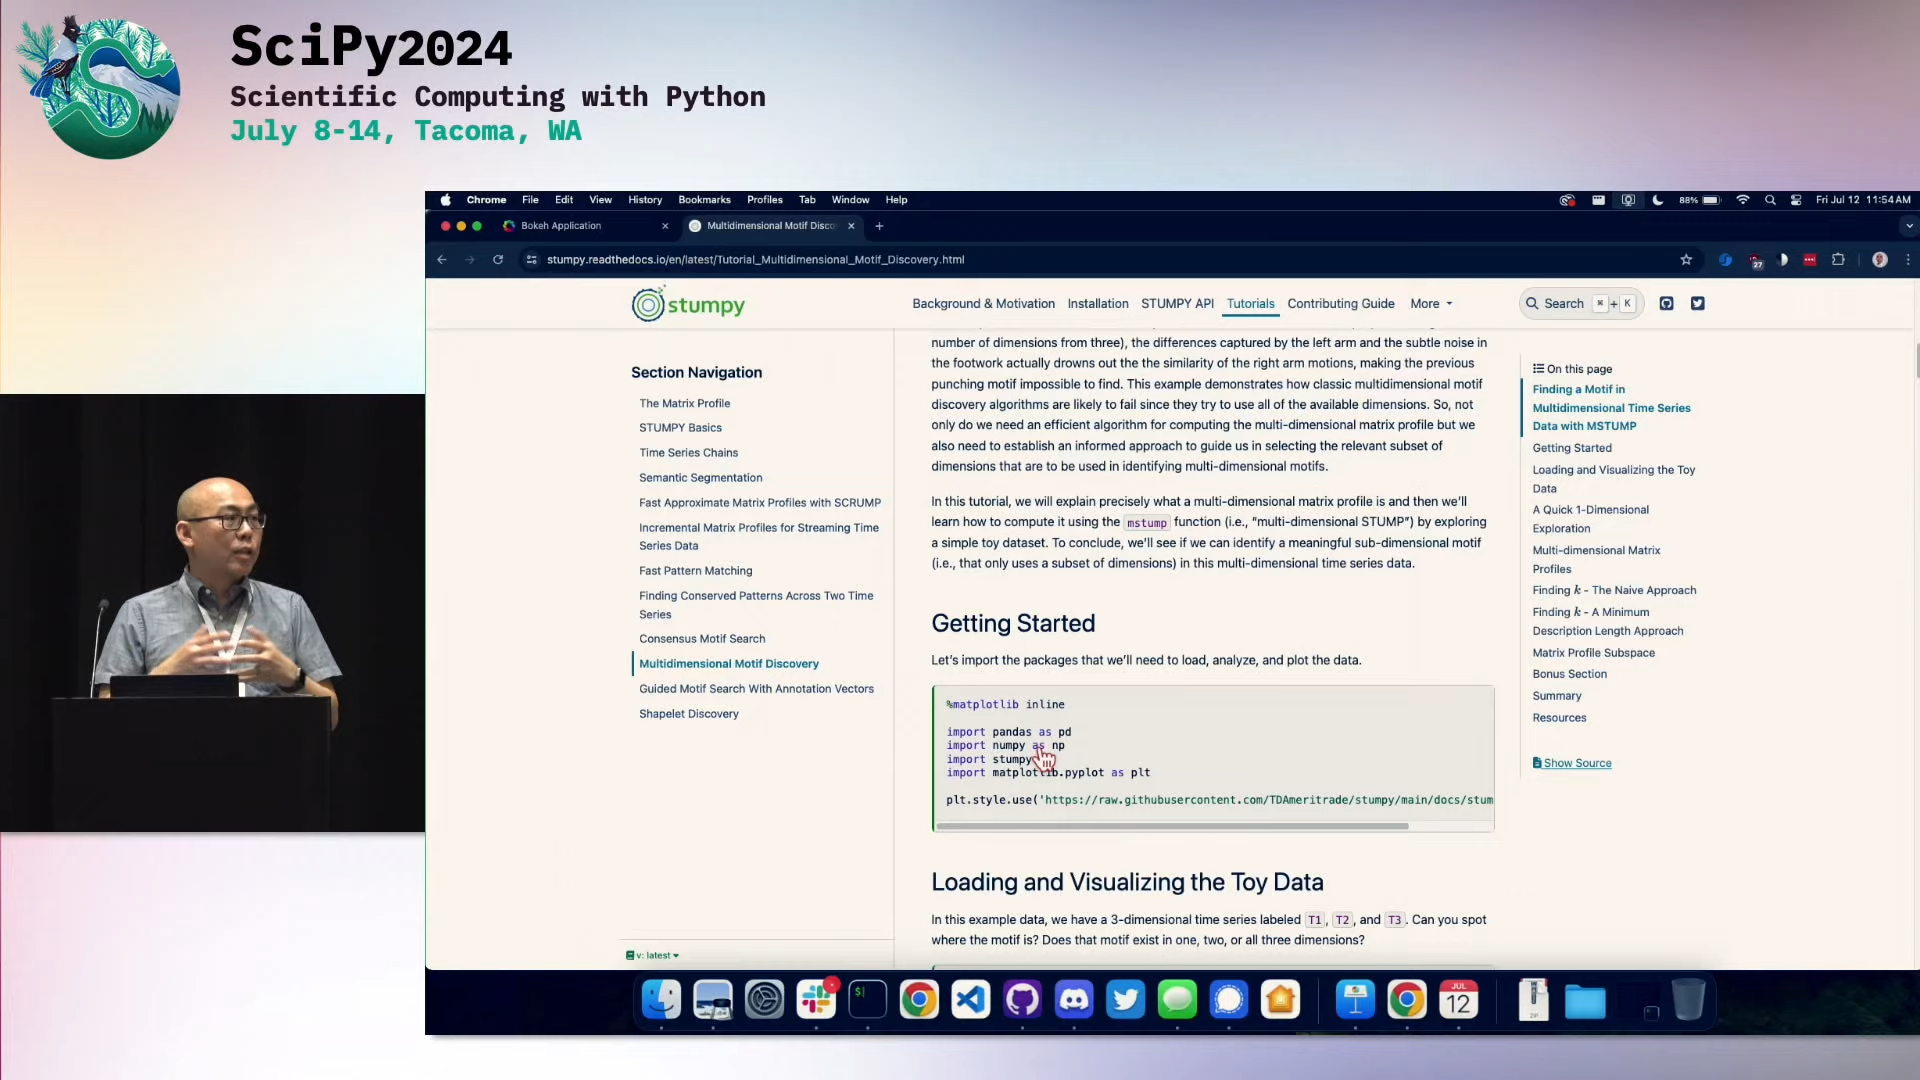 SciPy2024
Scientific Computing with Python
July 8-14, Tacoma, WA
Chrome File Edit View History Bookmarks Profiles Tab Window Help
88% Fri Jul 12 11:54 AM
Bokeh Application
Multidimensional Motif Disco
stumpy.readthedocs.io/en/latest/Tutorial_Multidimensional_Motif_Discovery.html
27
stumpy
Background & Motivation Installation STUMPY API Tutorials Contributing Guide More
Search ⌘ + K
Section Navigation
The Matrix Profile
STUMPY Basics
Time Series Chains
Semantic Segmentation
Fast Approximate Matrix Profiles with SCRUMP
Incremental Matrix Profiles for Streaming Time
Series Data
Fast Pattern Matching
Finding Conserved Patterns Across Two Time
Series
Consensus Motif Search
Multidimensional Motif Discovery
Guided Motif Search With Annotation Vectors
Shapelet Discovery
v: latest
number of dimensions from three), the differences captured by the left arm and the subtle noise in
the footwork actually drowns out the the similarity of the right arm motions, making the previous
punching motif impossible to find. This example demonstrates how classic multidimensional motif
discovery algorithms are likely to fail since they try to use all of the available dimensions. So, not
only do we need an efficient algorithm for computing the multi-dimensional matrix profile but we
also need to establish an informed approach to guide us in selecting the relevant subset of
dimensions that are to be used in identifying multi-dimensional motifs.
In this tutorial, we will explain precisely what a multi-dimensional matrix profile is and then we'll
learn how to compute it using the mstump function (i.e., “multi-dimensional STUMP”) by exploring
a simple toy dataset. To conclude, we'll see if we can identify a meaningful sub-dimensional motif
(i.e., that only uses a subset of dimensions) in this multi-dimensional time series data.
Getting Started
Let's import the packages that we'll need to load, analyze, and plot the data.
%matplotlib inline
import pandas as pd
import numpy as np
import stumpy
import matplotlib.pyplot as plt
plt.style.use('https://raw.githubusercontent.com/TDAmeritrade/stumpy/main/docs/stum
Loading and Visualizing the Toy Data
In this example data, we have a 3-dimensional time series labeled T1, T2, and T3. Can you spot
where the motif is? Does that motif exist in one, two, or all three dimensions?
On this page
Finding a Motif in
Multidimensional Time Series
Data with MSTUMP
Getting Started
Loading and Visualizing the Toy
Data
A Quick 1-Dimensional
Exploration
Multi-dimensional Matrix
Profiles
Finding k - The Naive Approach
Finding k - A Minimum
Description Length Approach
Matrix Profile Subspace
Bonus Section
Summary
Resources
Show Source
JUL
12